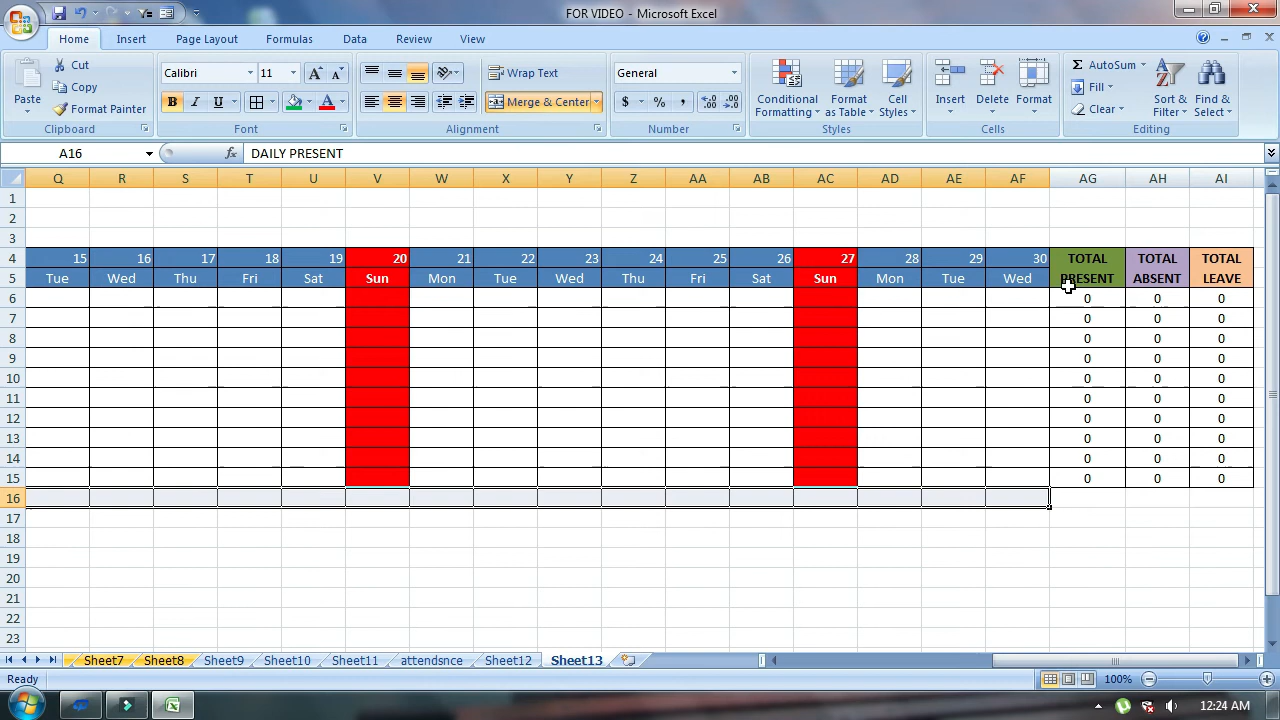 FOR VIDEO - Microsoft Excel
Home Insert Page Layout Formulas Data Review View
Paste
Cut
Copy
Format Painter
Clipboard
Calibri 11 A A
B I U A
Font
Wrap Text
Merge & Center
Alignment
General
$ % , .00 .0
Number
Conditional Formatting
Format as Table
Cell Styles
Styles
Insert Delete Format
Cells
Σ AutoSum
Fill
Clear
Sort & Filter
Find & Select
Editing
A16 fx DAILY PRESENT
Q R S T U V W X Y Z AA AB AC AD AE AF AG AH AI
1
2
3
4 15 16 17 18 19 20 21 22 23 24 25 26 27 28 29 30 TOTAL TOTAL TOTAL
5 Tue Wed Thu Fri Sat Sun Mon Tue Wed Thu Fri Sat Sun Mon Tue Wed PRESENT ABSENT LEAVE
6 0 0 0
7 0 0 0
8 0 0 0
9 0 0 0
10 0 0 0
11 0 0 0
12 0 0 0
13 0 0 0
14 0 0 0
15 0 0 0
16
17
18
19
20
21
22
23
Sheet7 Sheet8 Sheet9 Sheet10 Sheet11 attendsnce Sheet12 Sheet13
Ready 100%
12:24 AM